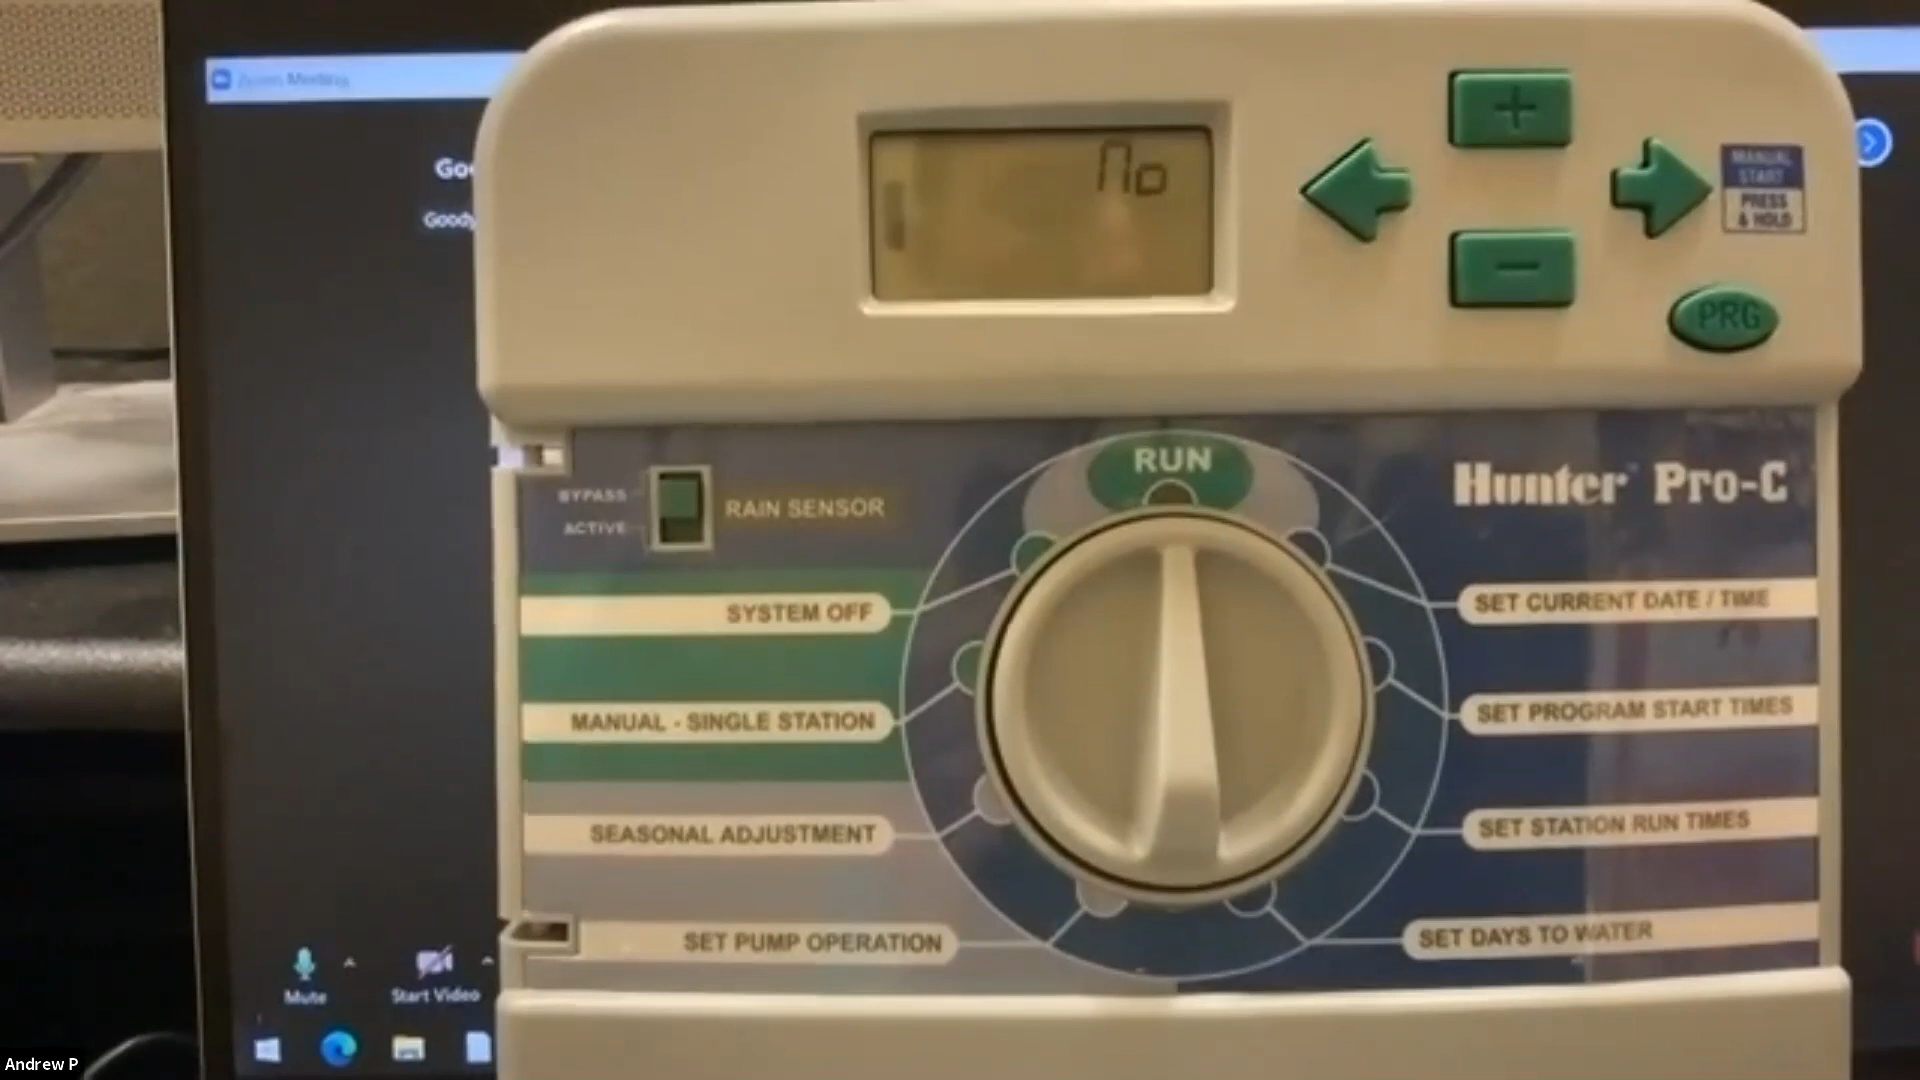 Zoom Meeting
No
+
-
MANUAL
START
PRESS
& HOLD
PRG
RUN
Hunter Pro-C
BYPASS
ACTIVE
RAIN SENSOR
SYSTEM OFF
SET CURRENT DATE / TIME
MANUAL - SINGLE STATION
SET PROGRAM START TIMES
SEASONAL ADJUSTMENT
SET STATION RUN TIMES
SET PUMP OPERATION
SET DAYS TO WATER
Mute
Start Video
Andrew P